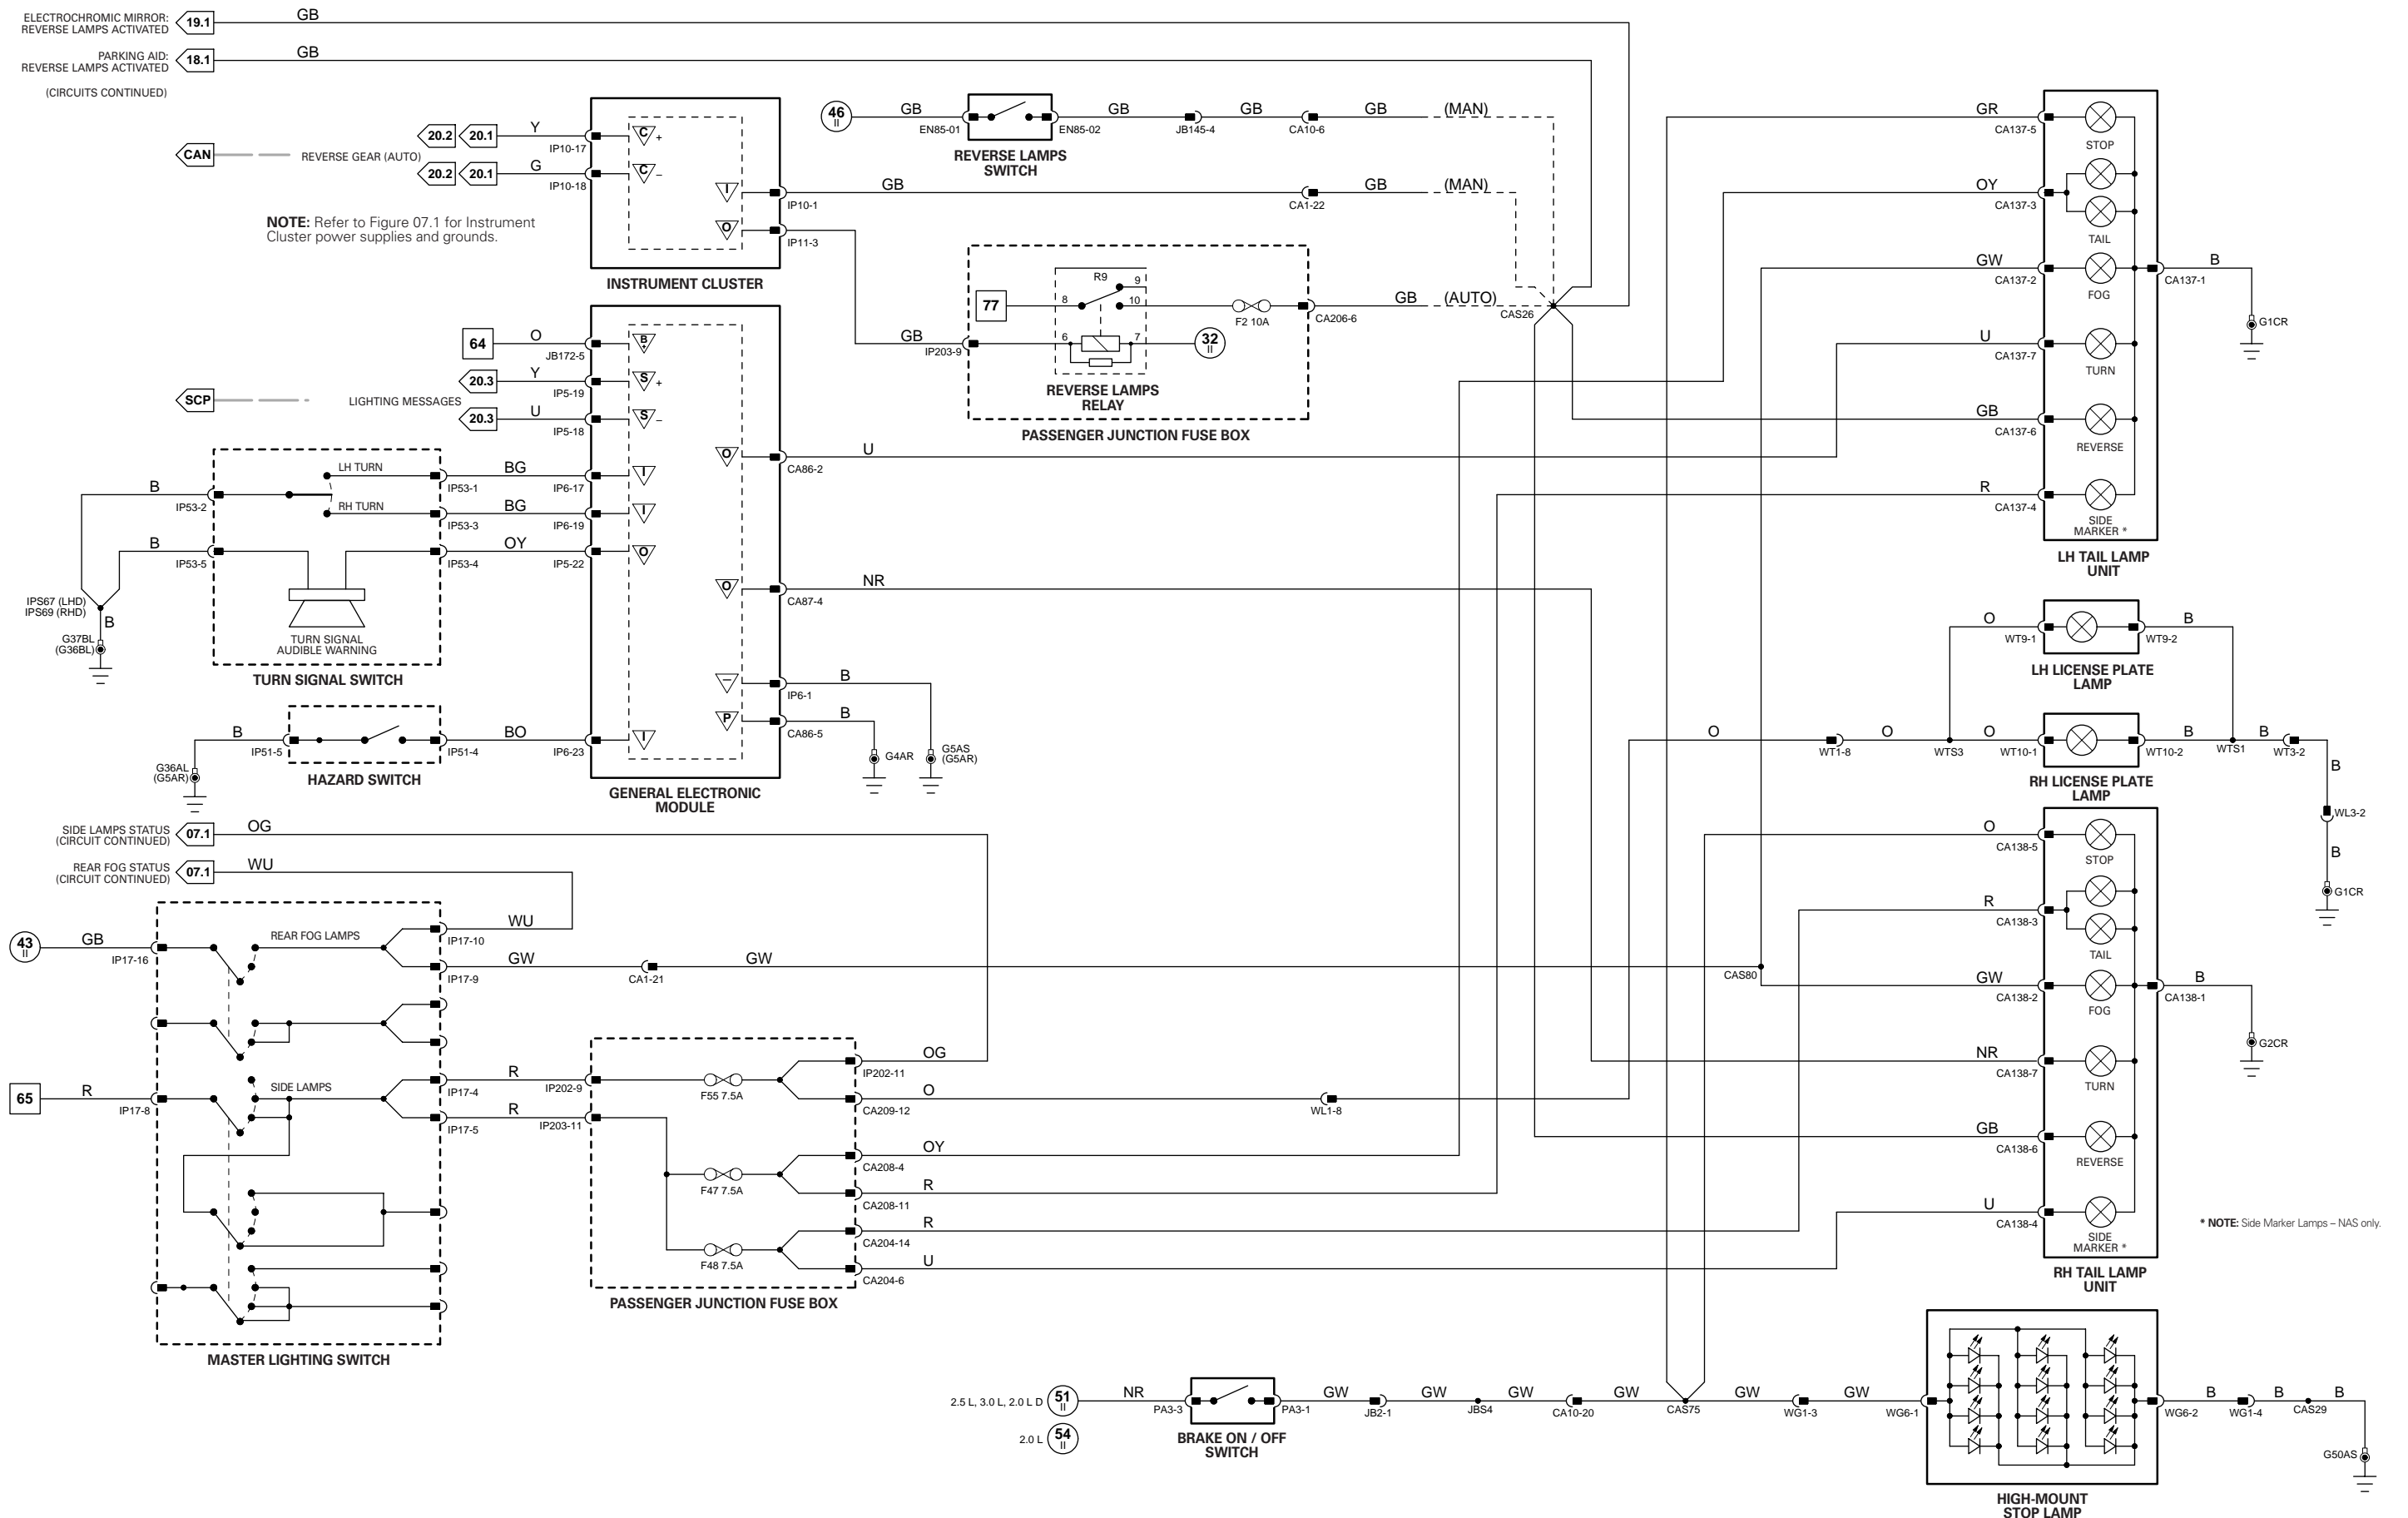 ELECTROCHROMIC MIRROR:
REVERSE LAMPS ACTIVATED
19.1
GB
PARKING AID:
REVERSE LAMPS ACTIVATED
18.1
GB
(CIRCUITS CONTINUED)
CAN
REVERSE GEAR (AUTO)
20.2
20.1
Y
IP10-17
20.2
20.1
G
IP10-18
C
+
C
–
I
O
IP10-1
IP11-3
INSTRUMENT CLUSTER
NOTE: Refer to Figure 07.1 for Instrument
Cluster power supplies and grounds.
46
II
GB
EN85-01
EN85-02
GB
JB145-4
GB
CA10-6
GB
(MAN)
REVERSE LAMPS
SWITCH
GB
CA1-22
GB
(MAN)
77
R9
8
9
10
6
7
F2 10A
CA206-6
GB
(AUTO)
CAS26
GB
IP203-9
32
II
REVERSE LAMPS
RELAY
PASSENGER JUNCTION FUSE BOX
64
O
JB172-5
B
+
20.3
Y
IP5-19
S
+
SCP
LIGHTING MESSAGES
20.3
U
IP5-18
S
–
O
CA86-2
U
LH TURN
IP53-1
BG
IP6-17
I
B
IP53-2
RH TURN
IP53-3
BG
IP6-19
I
B
IP53-5
IP53-4
OY
IP5-22
O
O
CA87-4
NR
IPS67 (LHD)
IPS69 (RHD)
B
G37BL
(G36BL)
TURN SIGNAL
AUDIBLE WARNING
TURN SIGNAL SWITCH
–
IP6-1
B
P
CA86-5
B
G4AR
G5AS
(G5AR)
B
IP51-5
IP51-4
BO
IP6-23
I
G36AL
(G5AR)
HAZARD SWITCH
GENERAL ELECTRONIC
MODULE
SIDE LAMPS STATUS
(CIRCUIT CONTINUED)
07.1
OG
REAR FOG STATUS
(CIRCUIT CONTINUED)
07.1
WU
43
II
GB
IP17-16
REAR FOG LAMPS
WU
IP17-10
GW
IP17-9
CA1-21
GW
CAS80
65
R
IP17-8
SIDE LAMPS
IP17-4
R
IP202-9
IP17-5
R
IP203-11
MASTER LIGHTING SWITCH
F55 7.5A
F47 7.5A
F48 7.5A
OG
IP202-11
O
CA209-12
OY
CA208-4
R
CA208-11
R
CA204-14
U
CA204-6
PASSENGER JUNCTION FUSE BOX
WL1-8
O
WT1-8
O
WTS3
GR
CA137-5
STOP
OY
CA137-3
TAIL
GW
CA137-2
FOG
CA137-1
B
G1CR
U
CA137-7
TURN
GB
CA137-6
REVERSE
R
CA137-4
SIDE
MARKER *
LH TAIL LAMP
UNIT
O
WT9-1
WT9-2
B
LH LICENSE PLATE
LAMP
O
WT10-1
WT10-2
B
WTS1
B
WT3-2
B
WL3-2
B
G1CR
RH LICENSE PLATE
LAMP
O
CA138-5
STOP
R
CA138-3
TAIL
GW
CA138-2
FOG
CA138-1
B
G2CR
NR
CA138-7
TURN
GB
CA138-6
REVERSE
U
CA138-4
SIDE
MARKER *
RH TAIL LAMP
UNIT
* NOTE: Side Marker Lamps – NAS only.
2.5 L, 3.0 L, 2.0 L D
51
II
2.0 L
54
II
NR
PA3-3
PA3-1
BRAKE ON / OFF
SWITCH
GW
JB2-1
GW
JBS4
GW
CA10-20
GW
CAS75
GW
WG1-3
GW
WG6-1
WG6-2
B
WG1-4
B
CAS29
B
G50AS
HIGH-MOUNT
STOP LAMP